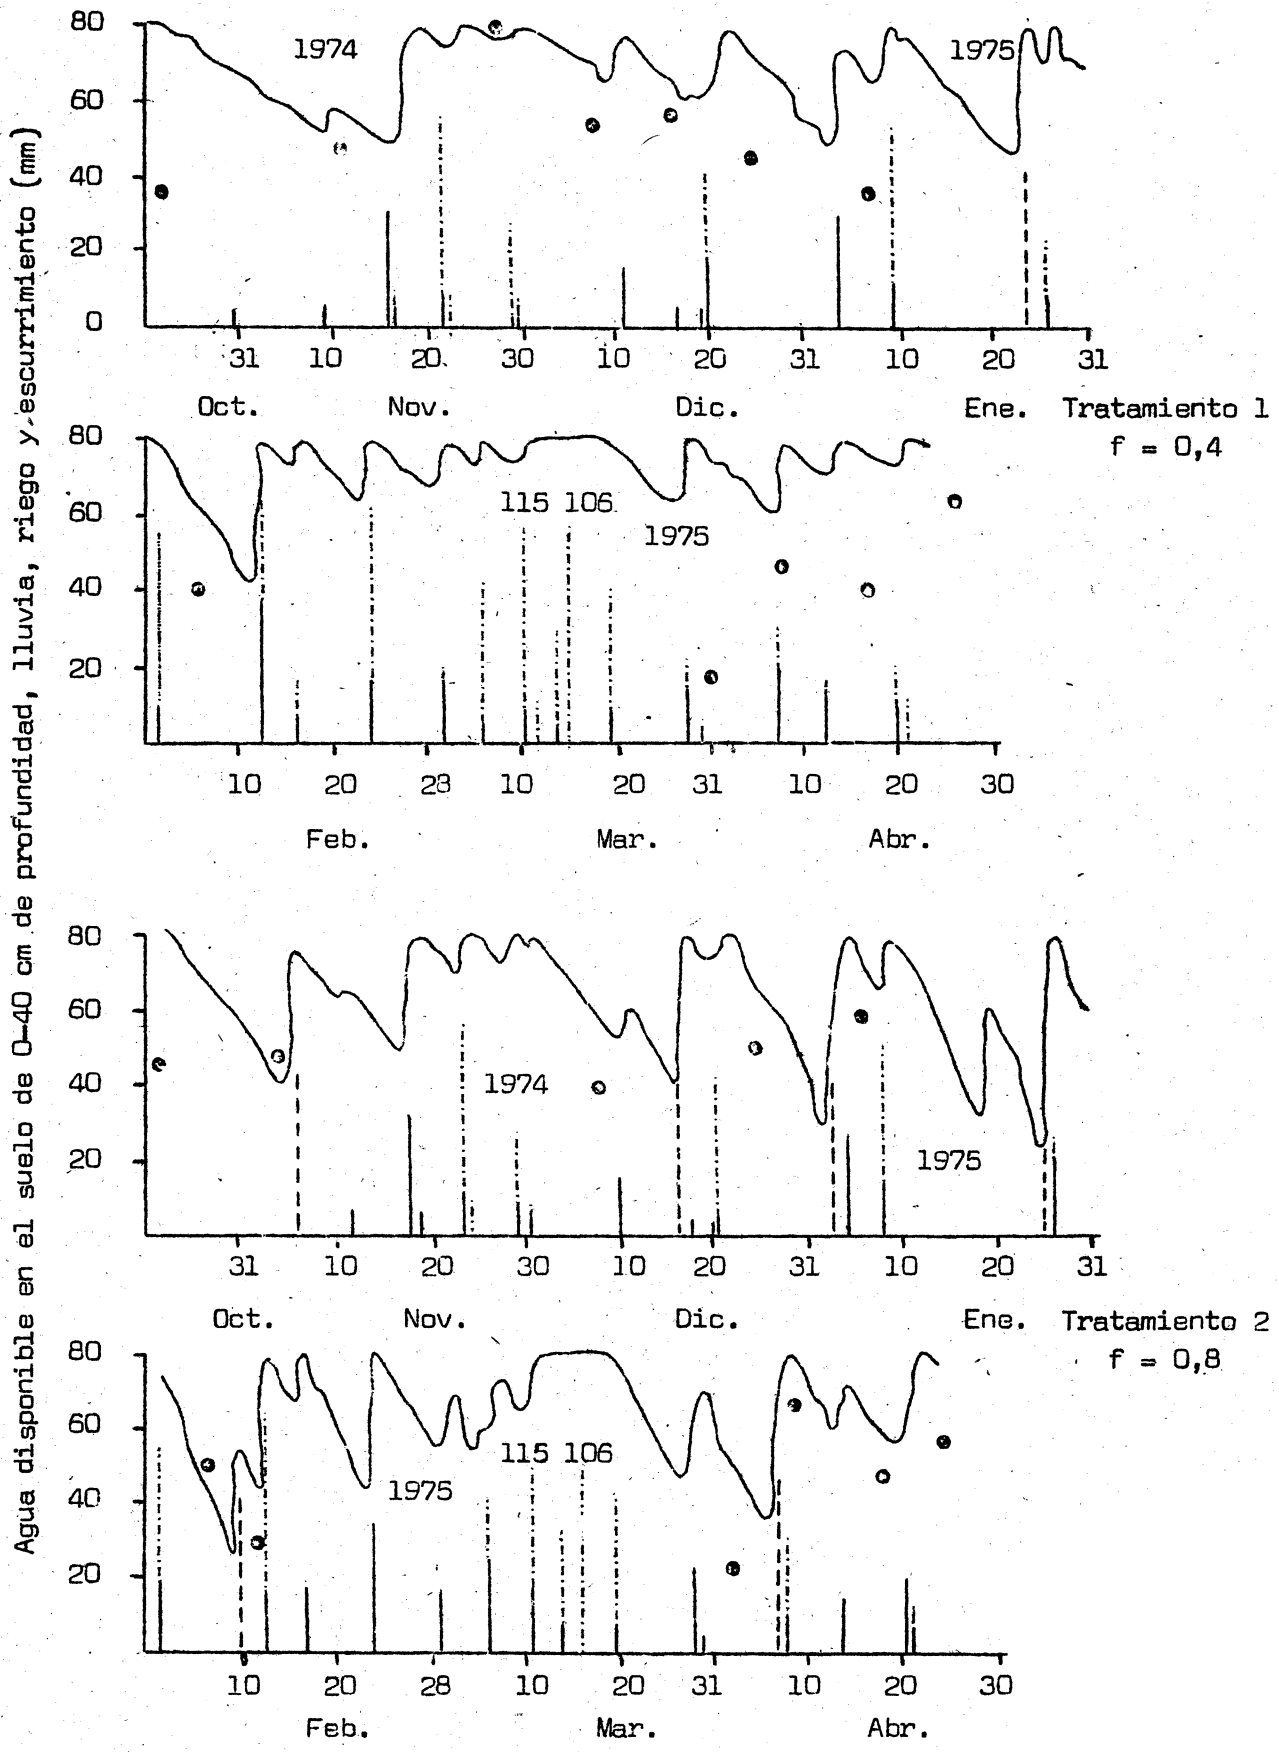 Agua disponible en el suelo de 0-40 cm de profundidad, lluvia, riego y escurrimiento (mm)
80
60
40
20
0
1974
1975
31 10 20 30 10 20 31 10 20 31
Oct. Nov. Dic. Ene. Tratamiento 1
f = 0,4
80
60
40
20
115 106
1975
10 20 28 10 20 31 10 20 30
Feb. Mar. Abr.
80
60
40
20
1974
1975
31 10 20 30 10 20 31 10 20 31
Oct. Nov. Dic. Ene. Tratamiento 2
f = 0,8
80
60
40
20
115 106
1975
10 20 28 10 20 31 10 20 30
Feb. Mar. Abr.